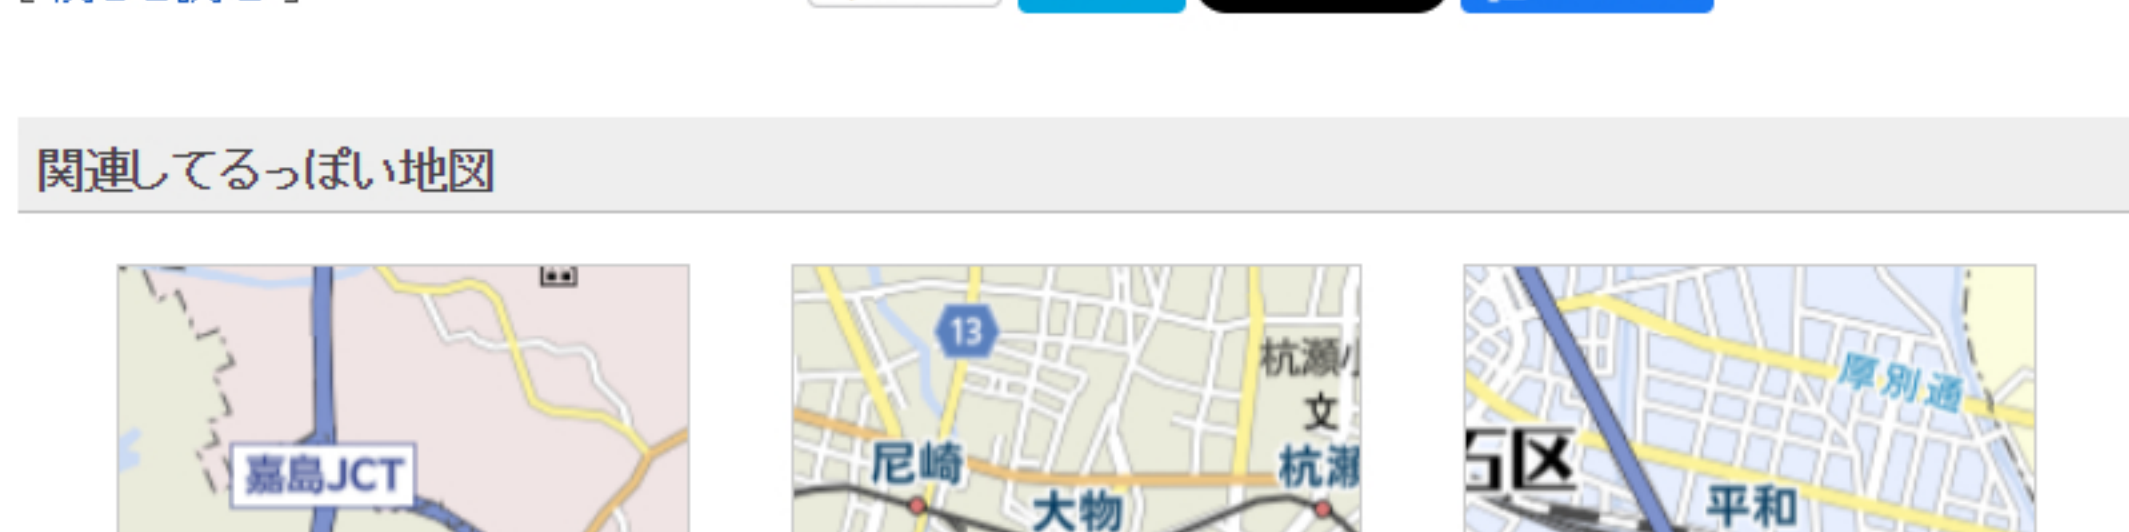 関連してるっぽい地図
嘉島JCT
13
杭瀬小
文
尼崎
杭瀬
大物
厚別通
区
平和